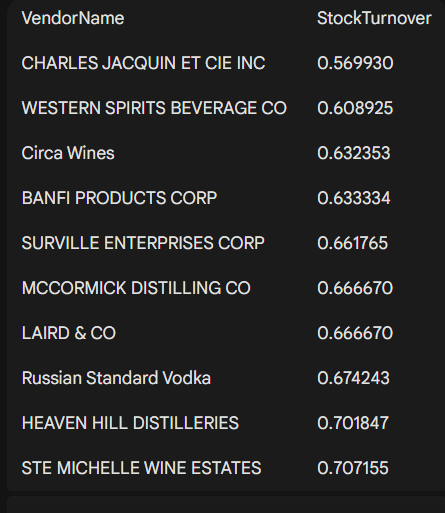 VendorName StockTurnover
CHARLES JACQUIN ET CIE INC 0.569930
WESTERN SPIRITS BEVERAGE CO 0.608925
Circa Wines 0.632353
BANFI PRODUCTS CORP 0.633334
SURVILLE ENTERPRISES CORP 0.661765
MCCORMICK DISTILLING CO 0.666670
LAIRD & CO 0.666670
Russian Standard Vodka 0.674243
HEAVEN HILL DISTILLERIES 0.701847
STE MICHELLE WINE ESTATES 0.707155